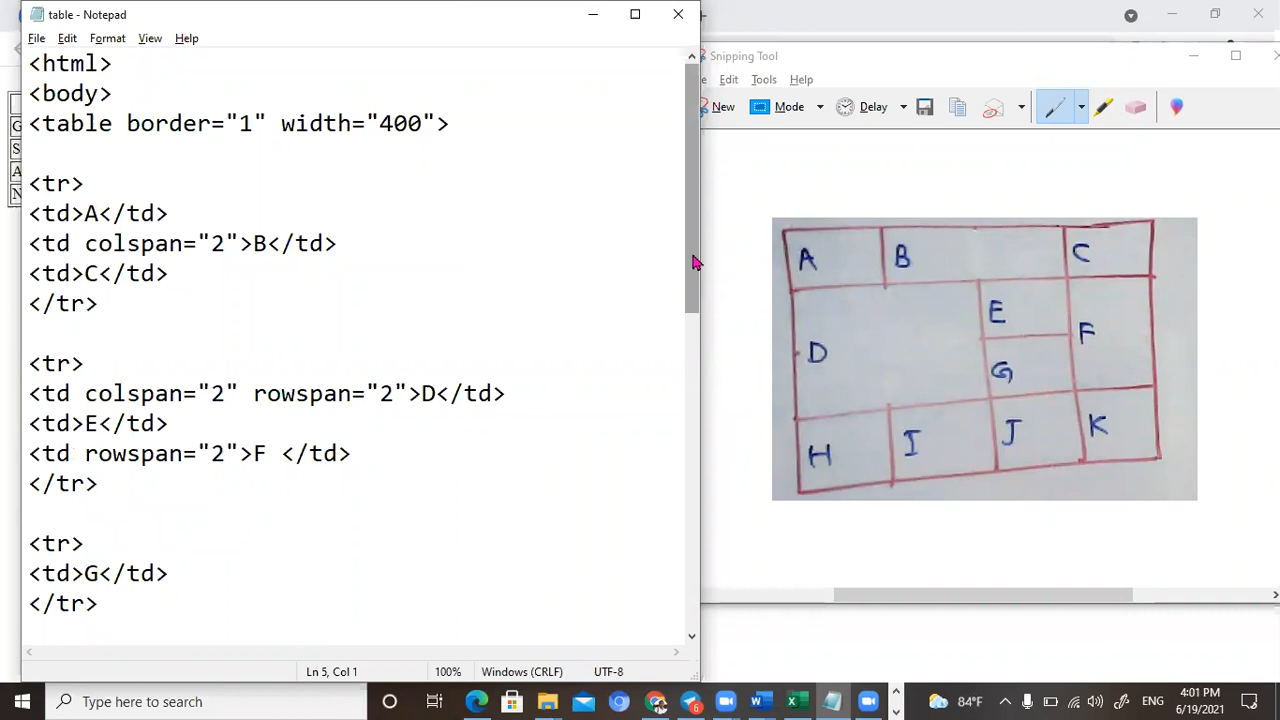 table - Notepad
File Edit Format View Help
<html>
<body>
<table border="1" width="400">
<tr>
<td>A</td>
<td colspan="2">B</td>
<td>C</td>
</tr>
<tr>
<td colspan="2" rowspan="2">D</td>
<td>E</td>
<td rowspan="2">F </td>
</tr>
<tr>
<td>G</td>
</tr>
Ln 5, Col 1 100% Windows (CRLF) UTF-8
Snipping Tool
Edit Tools Help
New Mode Delay
A B C
E
D F
G
H I J K
G
S
A
N
Type here to search
6
84°F ENG
4:01 PM
6/19/2021